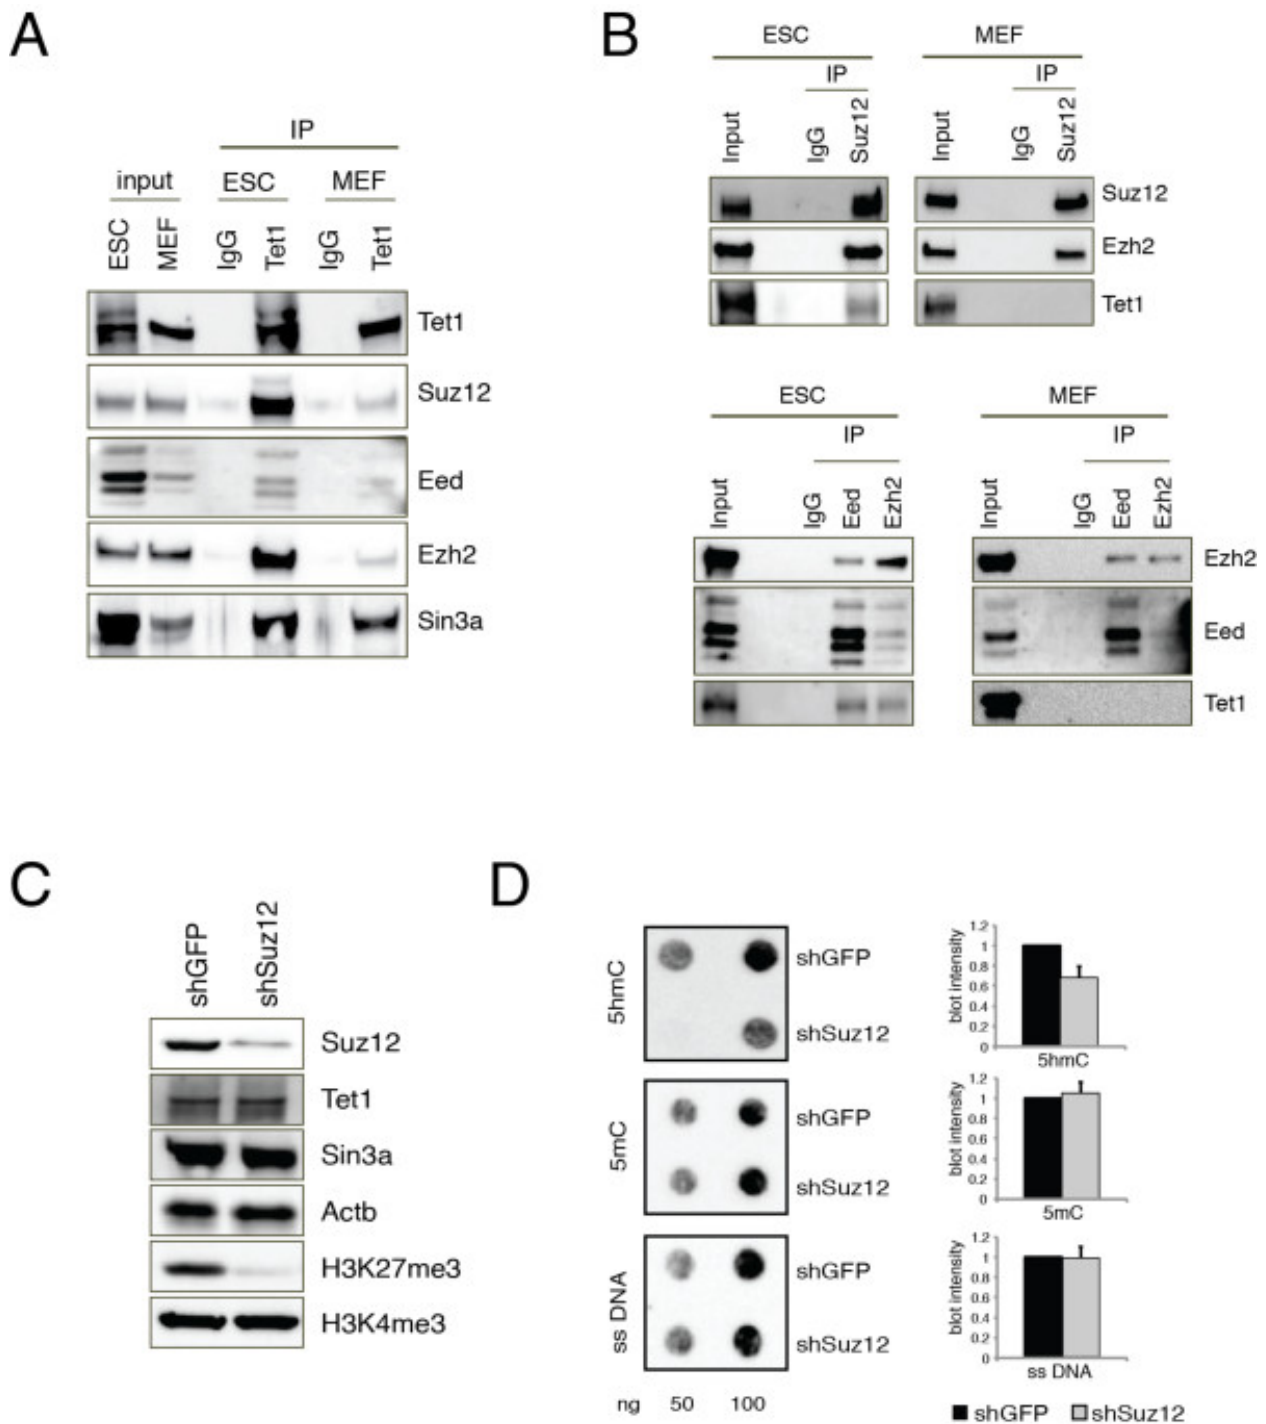 A
IP
input
ESC
MEF
ESC
MEF
IgG
Tet1
IgG
Tet1
Tet1
Suz12
Eed
Ezh2
Sin3a
B
ESC
MEF
IP
IP
Input
IgG
Suz12
Input
IgG
Suz12
Suz12
Ezh2
Tet1
ESC
MEF
IP
IP
Input
IgG
Eed
Ezh2
Input
IgG
Eed
Ezh2
Ezh2
Eed
Tet1
C
shGFP
shSuz12
Suz12
Tet1
Sin3a
Actb
H3K27me3
H3K4me3
D
5hmC
shGFP
shSuz12
5mC
shGFP
shSuz12
ss DNA
shGFP
shSuz12
ng 50 100
blot intensity
1.2
1
0.8
0.6
0.4
0.2
0
5hmC
blot intensity
1.2
1
0.8
0.6
0.4
0.2
0
5mC
blot intensity
1.2
1
0.8
0.6
0.4
0.2
0
ss DNA
shGFP shSuz12